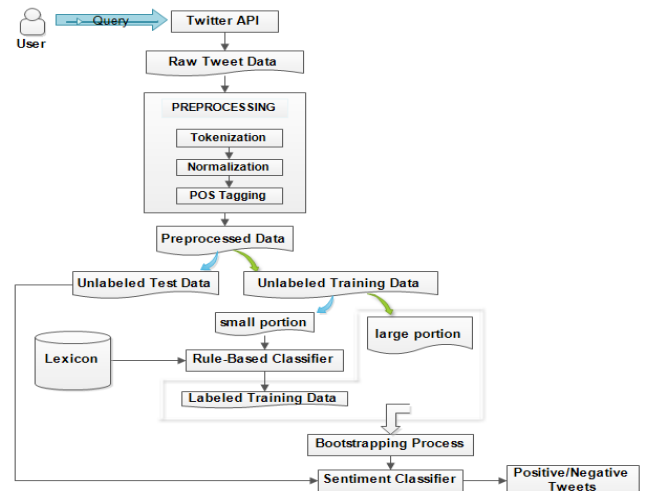 Query
Twitter API
User
Raw Tweet Data
PREPROCESSING
Tokenization
Normalization
POS Tagging
Preprocessed Data
Unlabeled Test Data
Unlabeled Training Data
small portion
large portion
Lexicon
Rule-Based Classifier
Labeled Training Data
Bootstrapping Process
Sentiment Classifier
Positive/Negative
Tweets